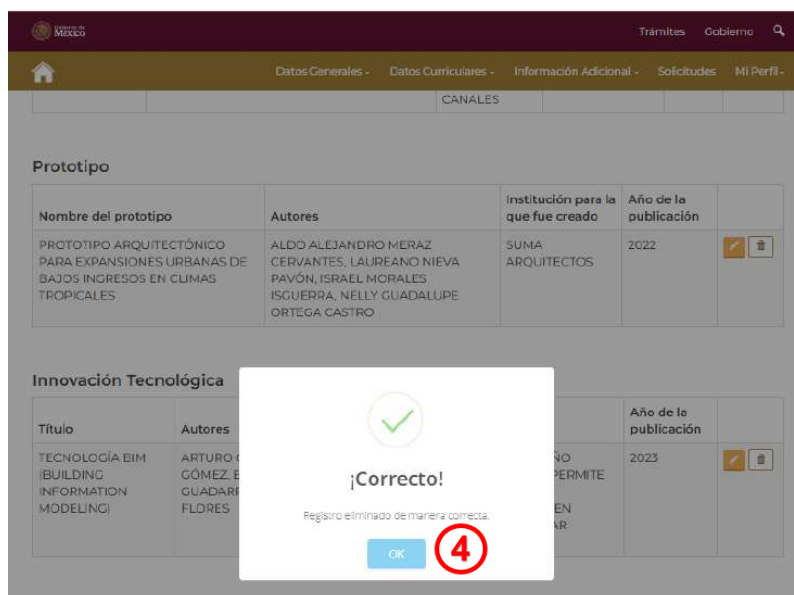 Gobierno de
México
Trámites Gobierno
Datos Generales - Datos Curriculares - Información Adicional - Solicitudes Mi Perfil -
CANALES
Prototipo
Nombre del prototipo
Autores
Institución para la
que fue creado
Año de la
publicación
PROTOTIPO ARQUITECTÓNICO
PARA EXPANSIONES URBANAS DE
BAJOS INGRESOS EN CLIMAS
TROPICALES
ALDO ALEJANDRO MERAZ
CERVANTES, LAUREANO NIEVA
PAVÓN, ISRAEL MORALES
ISGUERRA, NELLY GUADALUPE
ORTEGA CASTRO
SUMA
ARQUITECTOS
2022
Innovación Tecnológica
Título
Autores
Año de la
publicación
TECNOLOGÍA BIM
(BUILDING
INFORMATION
MODELING)
ARTURO
GÓMEZ, E
GUADARR
FLORES
ÑO
PERMITE
EN
AR
2023
¡Correcto!
Registro eliminado de manera correcta.
OK
4